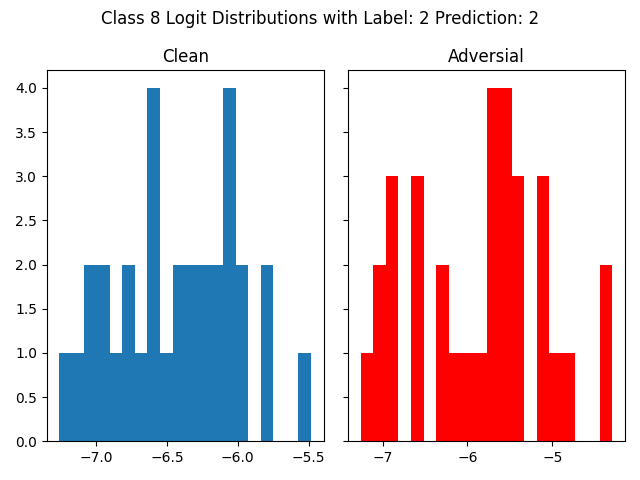 Class 8 Logit Distributions with Label: 2 Prediction: 2
Clean
Adversial
4.0
3.5
3.0
2.5
2.0
1.5
1.0
0.5
0.0
−7.0 −6.5 −6.0 −5.5
−7 −6 −5